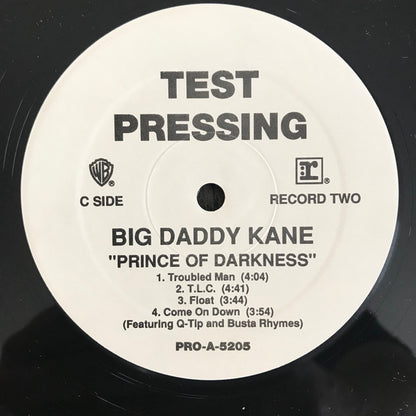 TEST
PRESSING
WB ®
r ®
C SIDE
RECORD TWO
BIG DADDY KANE
"PRINCE OF DARKNESS"
1. Troubled Man (4:04)
2. T.L.C. (4:41)
3. Float (3:44)
4. Come On Down (3:54)
(Featuring Q-Tip and Busta Rhymes)
PRO-A-5205